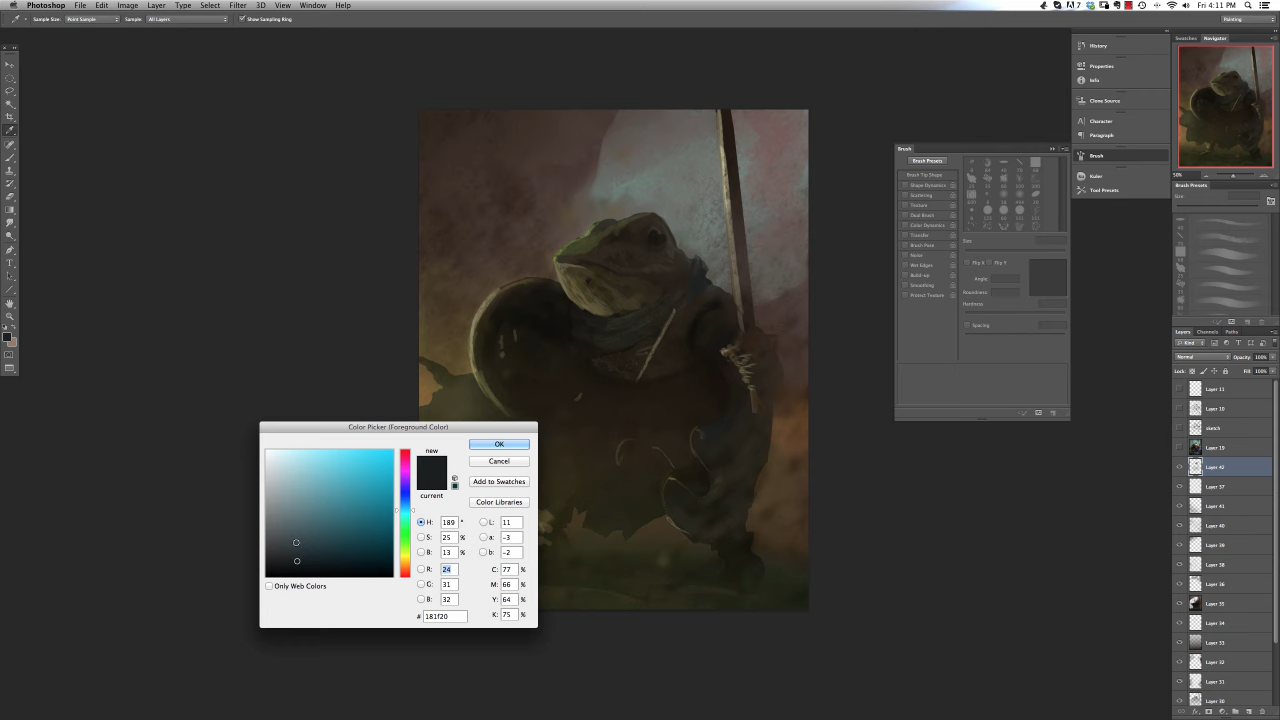 Photoshop File Edit Image Layer Type Select Filter 3D View Window Help
7
Fri 4:11 PM
Sample Size: Point Sample Sample: All Layers Show Sampling Ring
Painting
History
Properties
Info
Clone Source
Character
Paragraph
Brush
Kuler
Tool Presets
Swatches Navigator
50%
Brush Presets
Size:
Brush
Brush Presets
Brush Tip Shape
Shape Dynamics
Scattering
Texture
Dual Brush
Color Dynamics
Transfer
Brush Pose
Noise
Wet Edges
Build-up
Smoothing
Protect Texture
Size
Flip X Flip Y
Angle:
Roundness:
Hardness
Spacing
Color Picker (Foreground Color)
new
current
OK
Cancel
Add to Swatches
Color Libraries
H: 189 °
S: 25 %
B: 13 %
R: 24
G: 31
B: 32
L: 11
a: -3
b: -2
C: 77 %
M: 66 %
Y: 64 %
K: 75 %
# 181f20
Only Web Colors
Layers Channels Paths
Kind
Normal Opacity: 100%
Lock: Fill: 100%
Layer 11
Layer 10
sketch
Layer 19
Layer 42
Layer 37
Layer 41
Layer 40
Layer 39
Layer 38
Layer 36
Layer 35
Layer 34
Layer 33
Layer 32
Layer 31
Layer 30